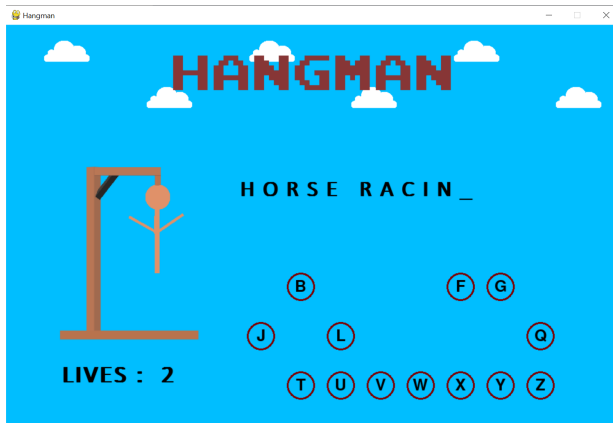 Hangman
HANGMAN
HORSE RACIN_
B F G
J L Q
T U V W X Y Z
LIVES : 2